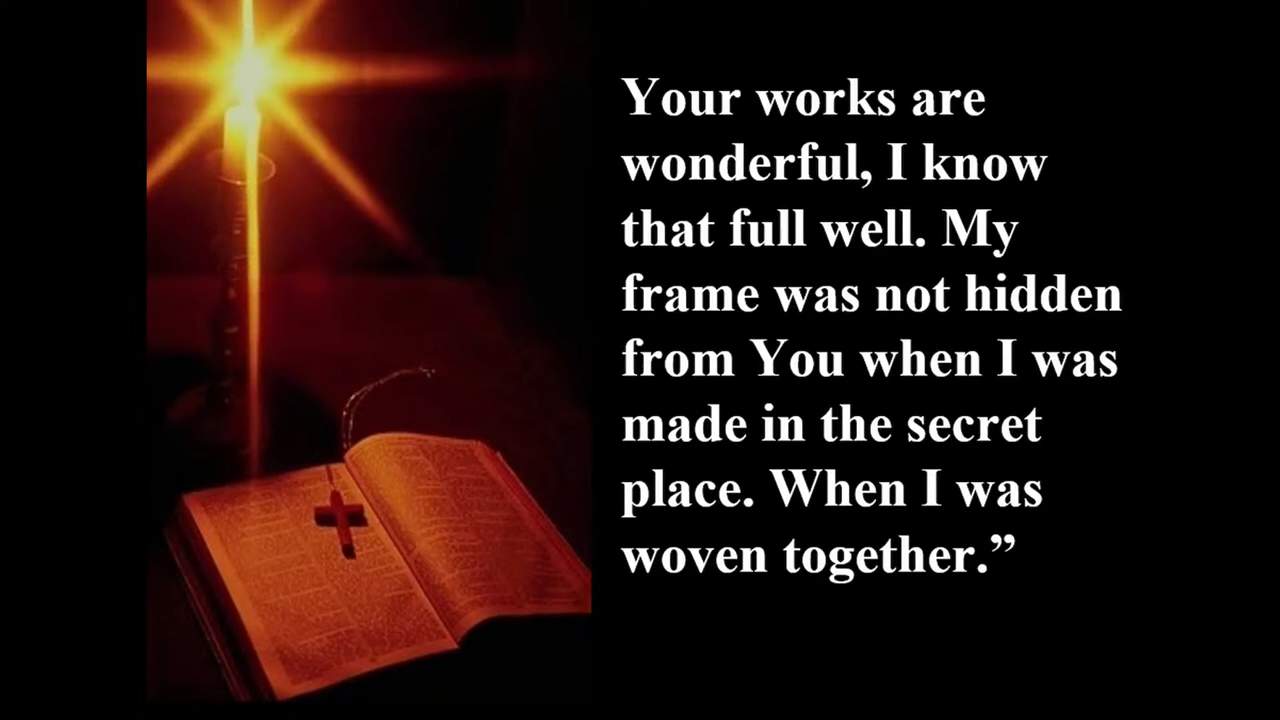 Your works are
wonderful, I know
that full well. My
frame was not hidden
from You when I was
made in the secret
place. When I was
woven together.”